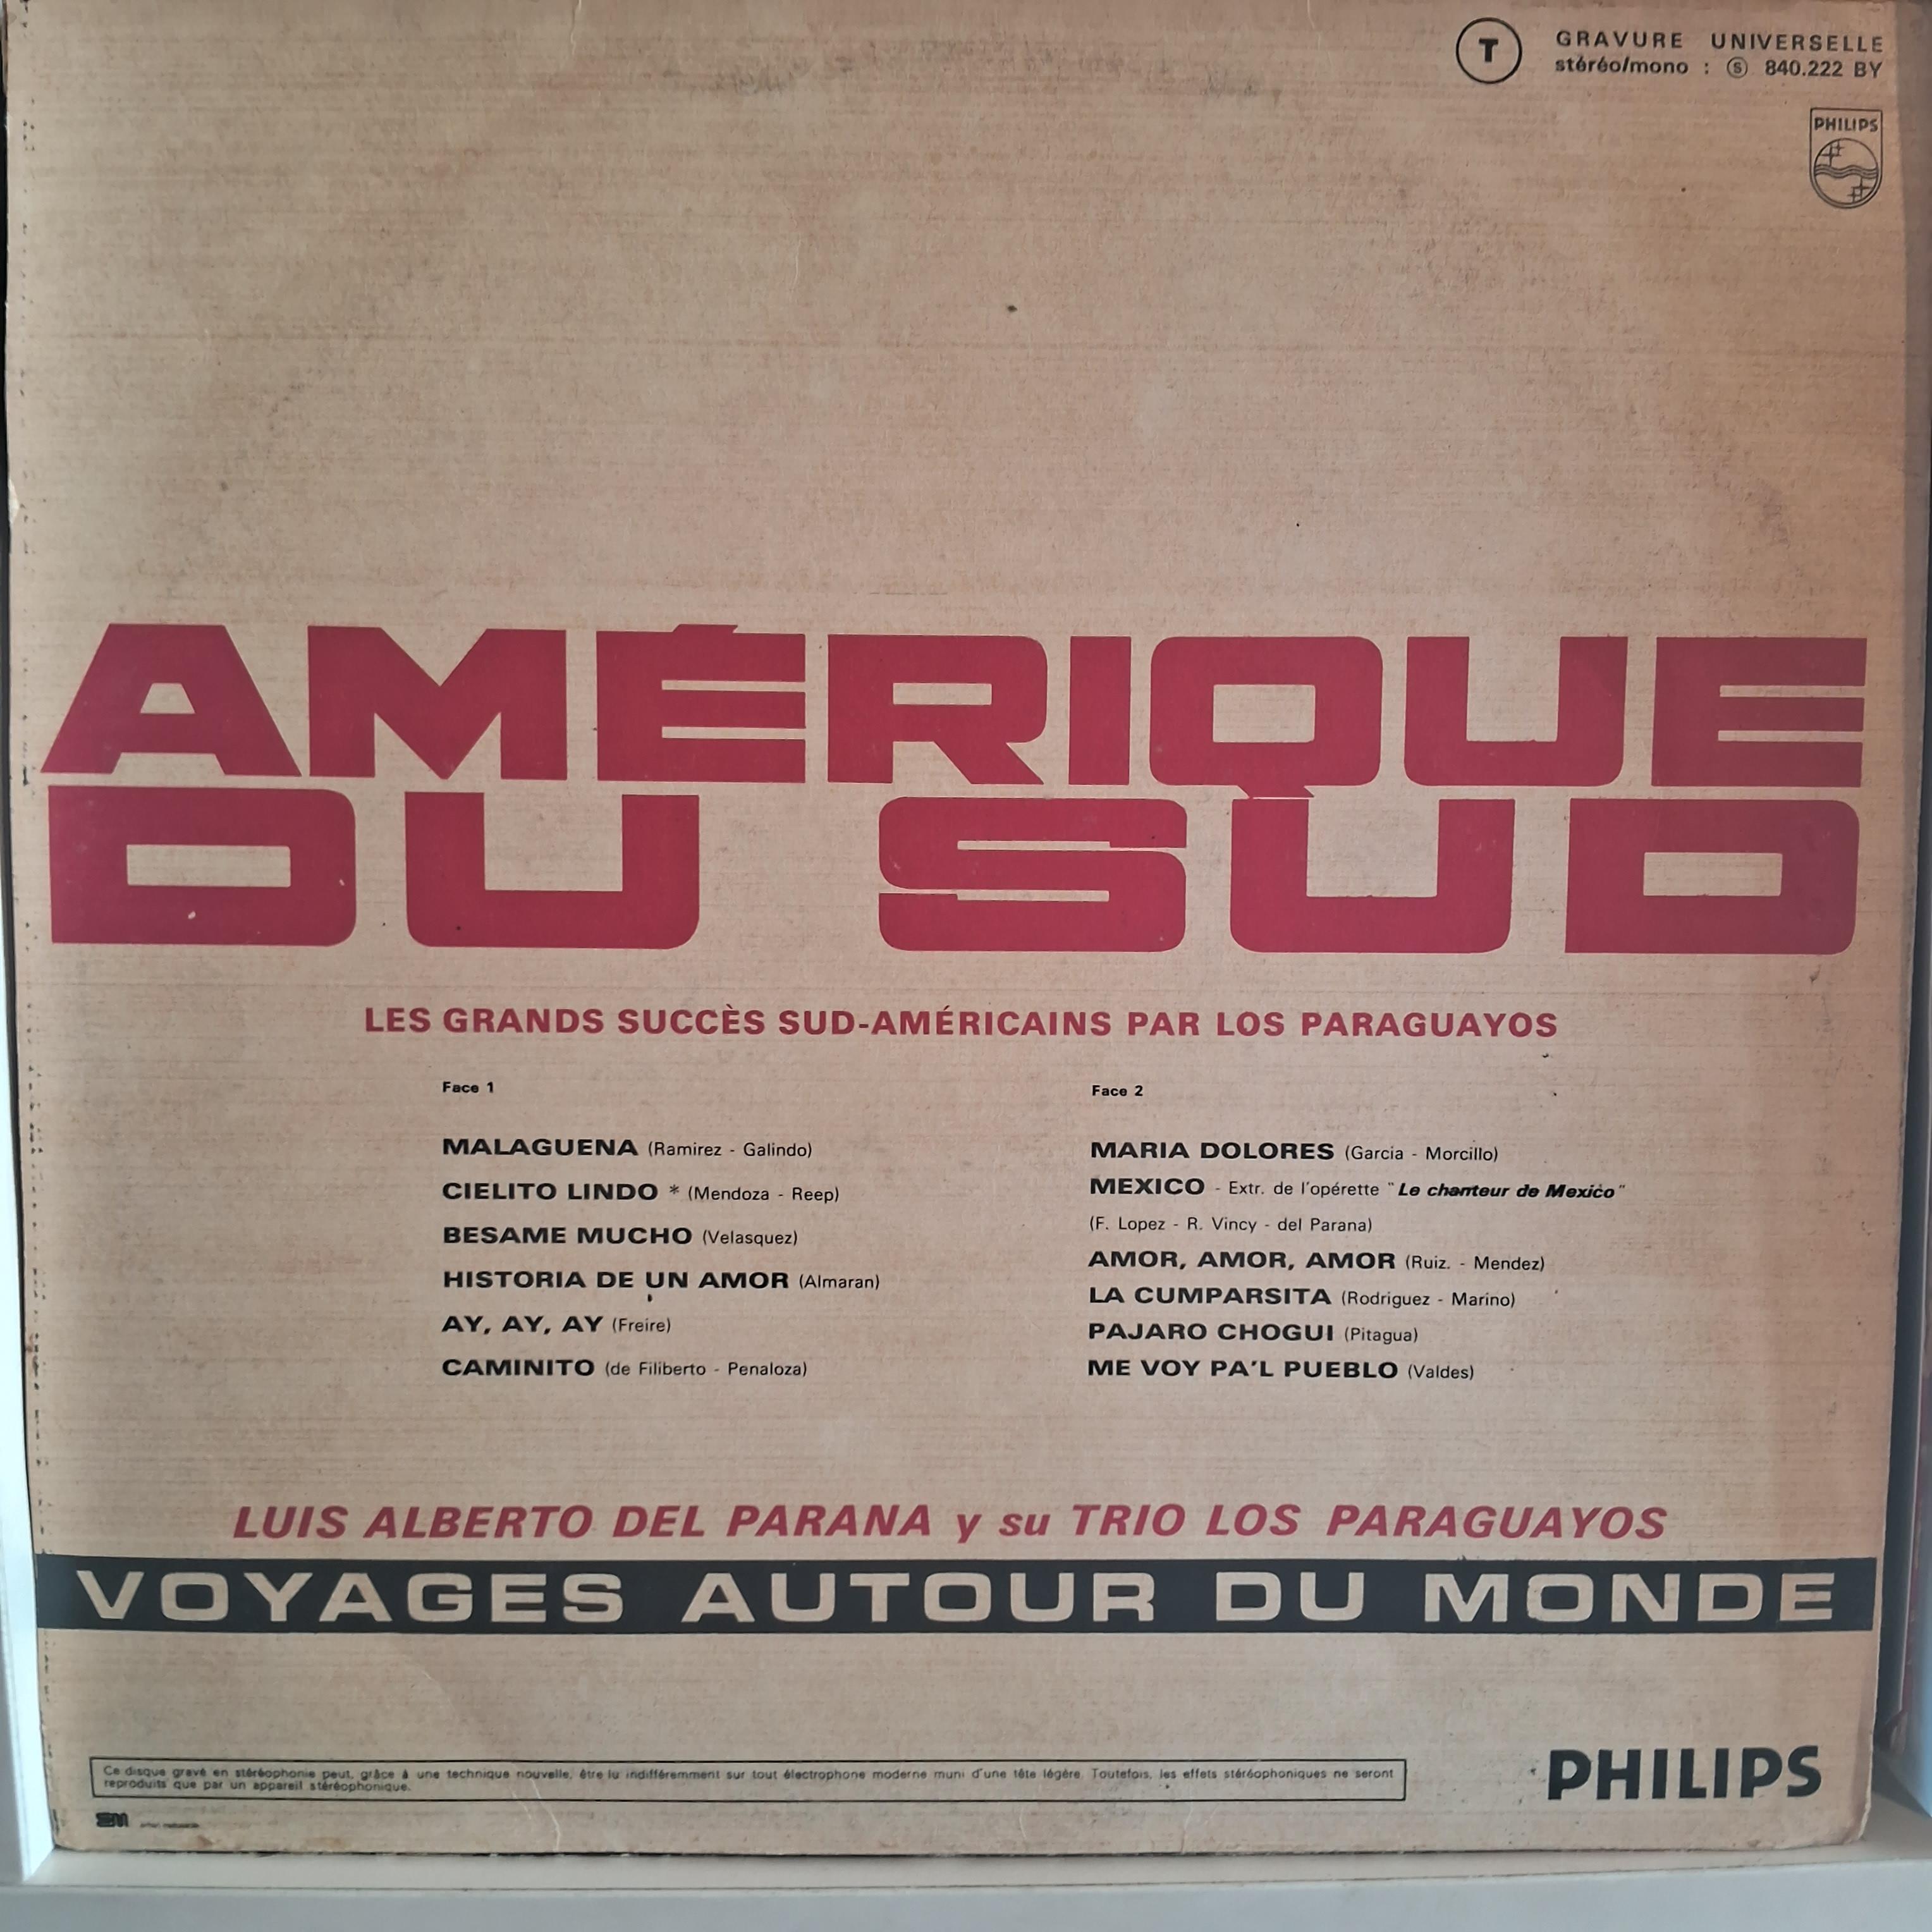 T
GRAVURE UNIVERSELLE
stéréo/mono : Ⓢ 840.222 BY
PHILIPS
AMÉRIQUE
DU SUD
LES GRANDS SUCCÈS SUD-AMÉRICAINS PAR LOS PARAGUAYOS
Face 1
MALAGUENA (Ramirez - Galindo)
CIELITO LINDO * (Mendoza - Reep)
BESAME MUCHO (Velasquez)
HISTORIA DE UN AMOR (Almaran)
AY, AY, AY (Freire)
CAMINITO (de Filiberto - Penaloza)
Face 2
MARIA DOLORES (Garcia - Morcillo)
MEXICO - Extr. de l'opérette "Le chanteur de Mexico"
(F. Lopez - R. Vincy - del Parana)
AMOR, AMOR, AMOR (Ruiz. - Mendez)
LA CUMPARSITA (Rodriguez - Marino)
PAJARO CHOGUI (Pitagua)
ME VOY PA'L PUEBLO (Valdes)
LUIS ALBERTO DEL PARANA y su TRIO LOS PARAGUAYOS
VOYAGES AUTOUR DU MONDE
Ce disque gravé en stéréophonie peut, grâce à une technique nouvelle, être lu indifféremment sur tout électrophone moderne muni d'une tête légère. Toutefois, les effets stéréophoniques ne seront
reproduits que par un appareil stéréophonique.
PHILIPS